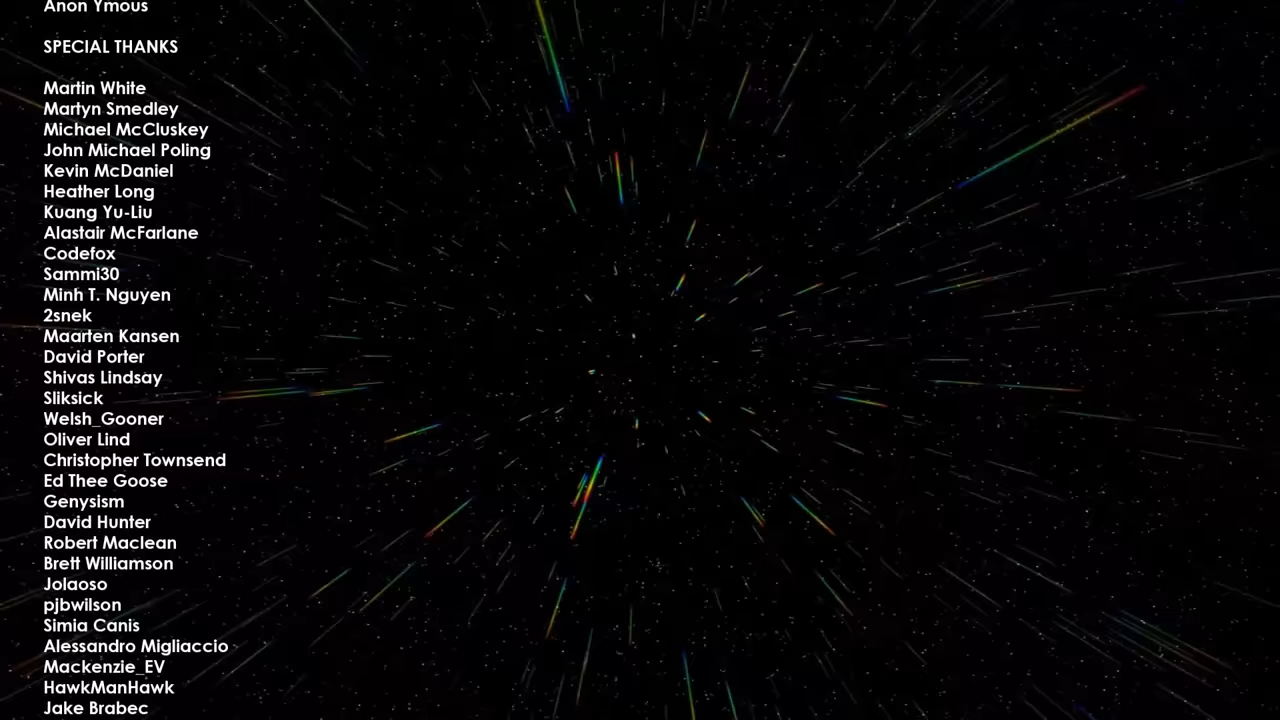 Anon Ymous
SPECIAL THANKS
Martin White
Martyn Smedley
Michael McCluskey
John Michael Poling
Kevin McDaniel
Heather Long
Kuang Yu-Liu
Alastair McFarlane
Codefox
Sammi30
Minh T. Nguyen
2snek
Maarten Kansen
David Porter
Shivas Lindsay
Sliksick
Welsh_Gooner
Oliver Lind
Christopher Townsend
Ed Thee Goose
Genysism
David Hunter
Robert Maclean
Brett Williamson
Jolaoso
pjbwilson
Simia Canis
Alessandro Migliaccio
Mackenzie_EV
HawkManHawk
Jake Brabec